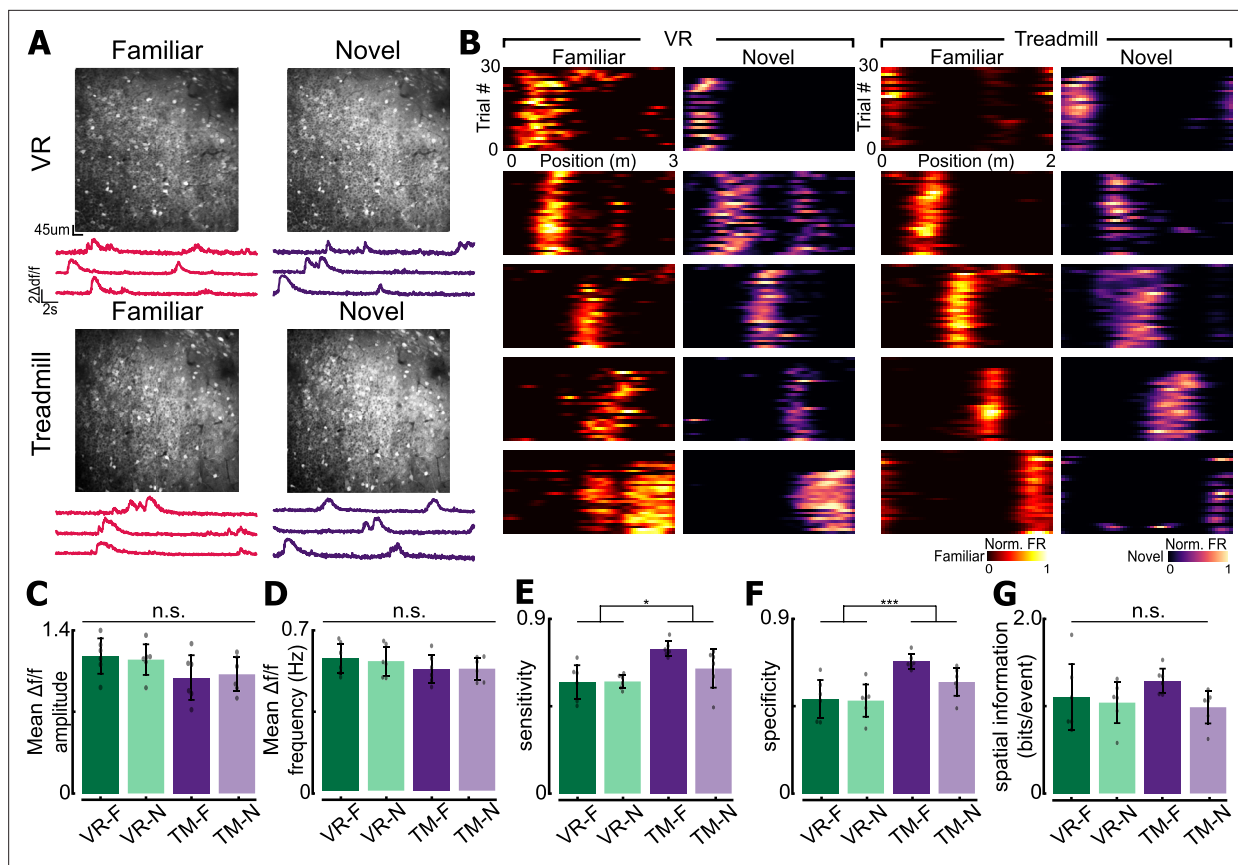 A
Familiar
Novel
VR
45um
2Δdf/f
2s
Familiar
Novel
Treadmill
B
VR
Treadmill
Familiar
Novel
Familiar
Novel
30
Trial #
0
0 Position (m) 3
30
Trial #
0
0 Position (m) 2
Norm. FR
Familiar
0 1
Norm. FR
Novel
0 1
C
n.s.
1.4
Mean Δf/f
amplitude
0
VR-F
VR-N
TM-F
TM-N
D
n.s.
0.7
Mean Δf/f
frequency (Hz)
0
VR-F
VR-N
TM-F
TM-N
E
*
0.9
sensitivity
0
VR-F
VR-N
TM-F
TM-N
F
***
0.9
specificity
0
VR-F
VR-N
TM-F
TM-N
G
n.s.
2.0
spatial information
(bits/event)
0
VR-F
VR-N
TM-F
TM-N